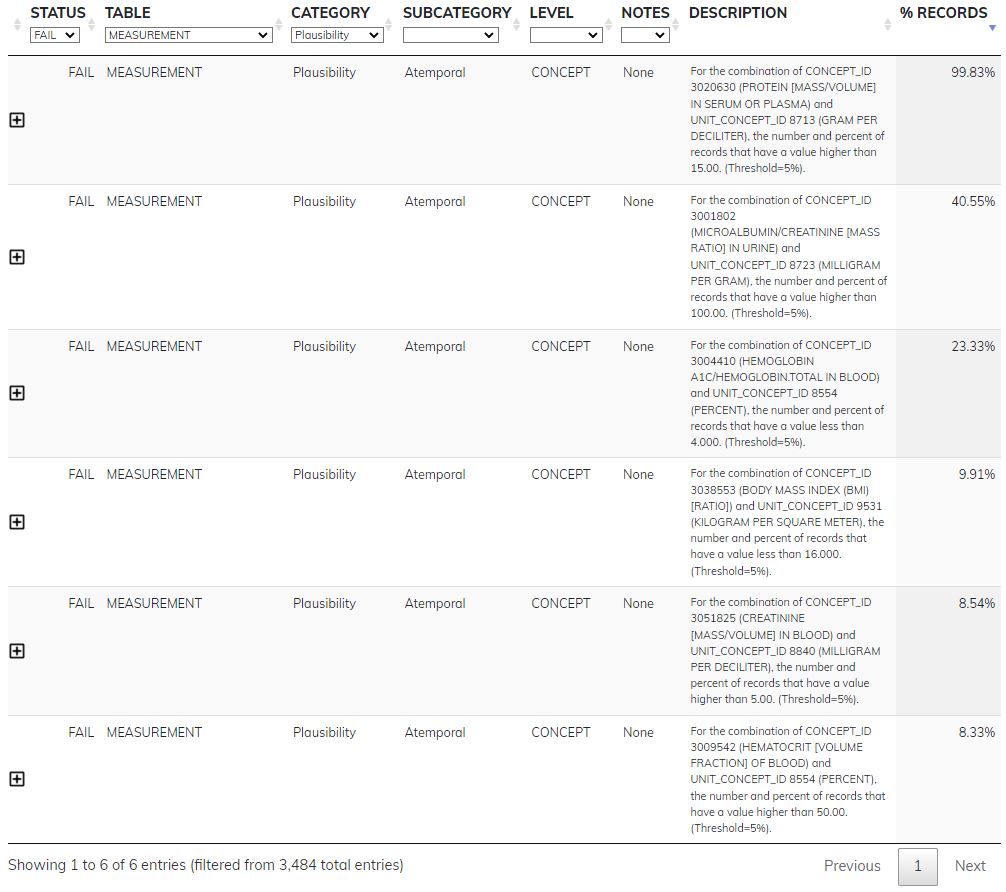 STATUS TABLE CATEGORY SUBCATEGORY LEVEL NOTES DESCRIPTION % RECORDS
FAIL MEASUREMENT Plausibility
FAIL MEASUREMENT Plausibility Atemporal CONCEPT None For the combination of CONCEPT_ID 99.83%
3020630 (PROTEIN [MASS/VOLUME]
IN SERUM OR PLASMA) and
UNIT_CONCEPT_ID 8713 (GRAM PER
DECILITER), the number and percent of
records that have a value higher than
15.00. (Threshold=5%).
FAIL MEASUREMENT Plausibility Atemporal CONCEPT None For the combination of CONCEPT_ID 40.55%
3001802
(MICROALBUMIN/CREATININE [MASS
RATIO] IN URINE) and
UNIT_CONCEPT_ID 8723 (MILLIGRAM
PER GRAM), the number and percent of
records that have a value higher than
100.00. (Threshold=5%).
FAIL MEASUREMENT Plausibility Atemporal CONCEPT None For the combination of CONCEPT_ID 23.33%
3004410 (HEMOGLOBIN
A1C/HEMOGLOBIN.TOTAL IN BLOOD)
and UNIT_CONCEPT_ID 8554
(PERCENT), the number and percent of
records that have a value less than
4.000. (Threshold=5%).
FAIL MEASUREMENT Plausibility Atemporal CONCEPT None For the combination of CONCEPT_ID 9.91%
3038553 (BODY MASS INDEX (BMI)
[RATIO]) and UNIT_CONCEPT_ID 9531
(KILOGRAM PER SQUARE METER), the
number and percent of records that
have a value less than 16.000.
(Threshold=5%).
FAIL MEASUREMENT Plausibility Atemporal CONCEPT None For the combination of CONCEPT_ID 8.54%
3051825 (CREATININE
[MASS/VOLUME] IN BLOOD) and
UNIT_CONCEPT_ID 8840 (MILLIGRAM
PER DECILITER), the number and
percent of records that have a value
higher than 5.00. (Threshold=5%).
FAIL MEASUREMENT Plausibility Atemporal CONCEPT None For the combination of CONCEPT_ID 8.33%
3009542 (HEMATOCRIT [VOLUME
FRACTION] OF BLOOD) and
UNIT_CONCEPT_ID 8554 (PERCENT),
the number and percent of records that
have a value higher than 50.00.
(Threshold=5%).
Showing 1 to 6 of 6 entries (filtered from 3,484 total entries) Previous 1 Next